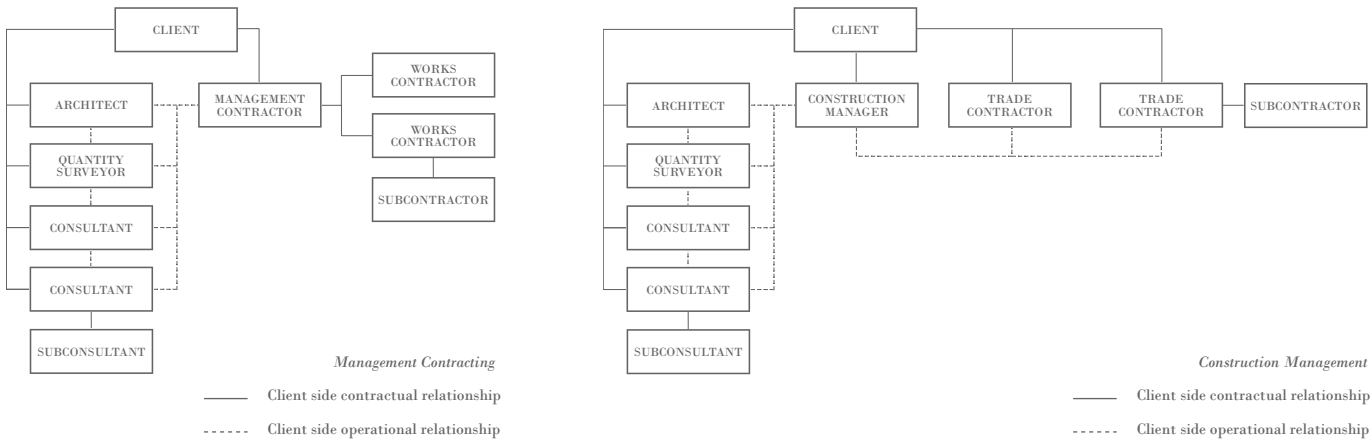 CLIENT
ARCHITECT
MANAGEMENT
CONTRACTOR
WORKS
CONTRACTOR
WORKS
CONTRACTOR
QUANTITY
SURVEYOR
SUBCONTRACTOR
CONSULTANT
CONSULTANT
SUBCONSULTANT
Management Contracting
Client side contractual relationship
Client side operational relationship
CLIENT
ARCHITECT
CONSTRUCTION
MANAGER
TRADE
CONTRACTOR
TRADE
CONTRACTOR
SUBCONTRACTOR
QUANTITY
SURVEYOR
CONSULTANT
CONSULTANT
SUBCONSULTANT
Construction Management
Client side contractual relationship
Client side operational relationship